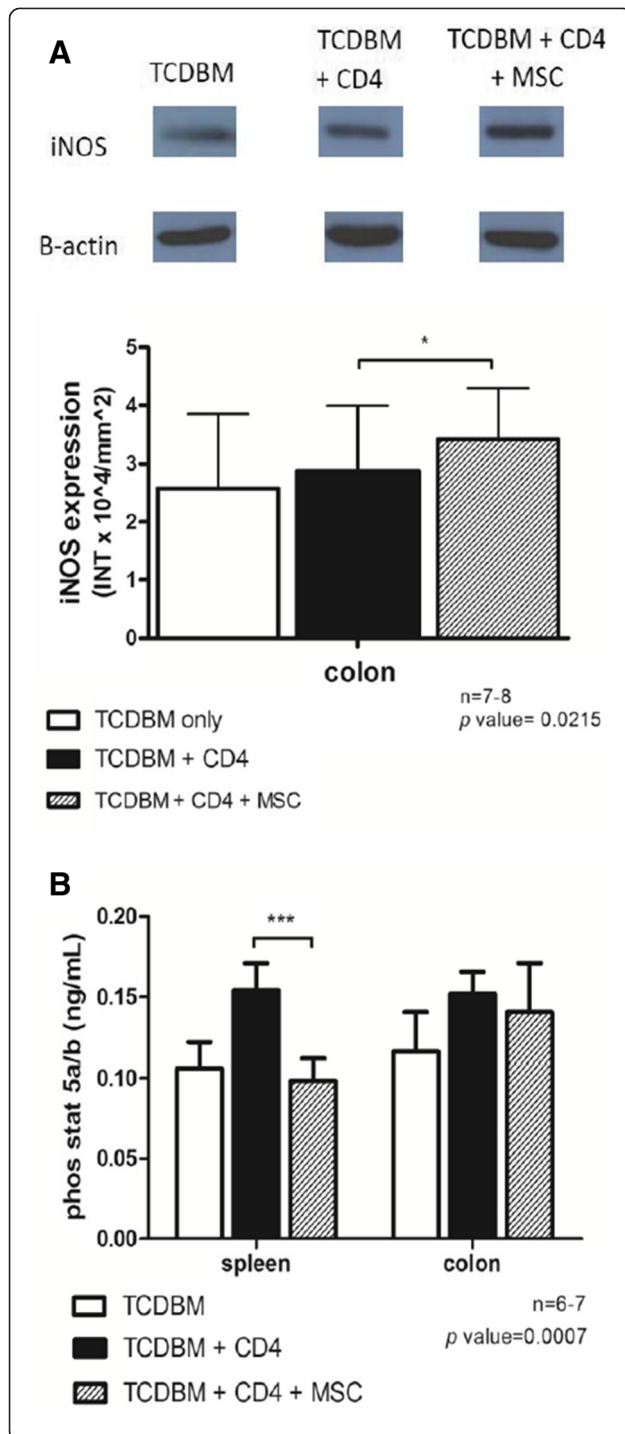 A
TCDBM
TCDBM
+ CD4
TCDBM + CD4
+ MSC
iNOS
B-actin
iNOS expression
(INT x 10^4/mm^2)
5
4
3
2
1
0
*
colon
n=7-8
p value= 0.0215
TCDBM only
TCDBM + CD4
TCDBM + CD4 + MSC
B
phos stat 5a/b (ng/mL)
0.20
0.15
0.10
0.05
0.00
***
spleen
colon
TCDBM
TCDBM + CD4
TCDBM + CD4 + MSC
n=6-7
p value=0.0007